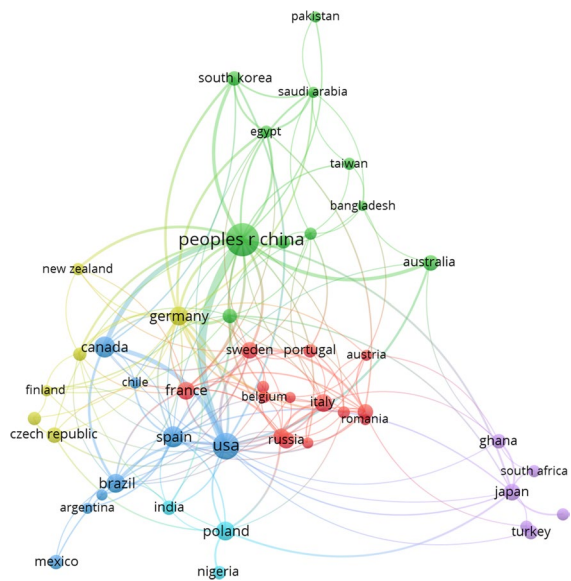 pakistan
south korea
saudi arabia
egypt
taiwan
bangladesh
peoples r china
australia
new zealand
germany
canada
sweden
portugal
austria
chile
finland
france
belgium
italy
romania
czech republic
spain
usa
russia
ghana
south africa
brazil
japan
argentina
india
poland
turkey
mexico
nigeria